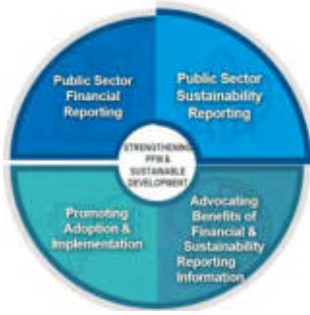 Public Sector
Financial
Reporting
Public Sector
Sustainability
Reporting
STRENGTHENING
PFM &
SUSTAINABLE
DEVELOPMENT
Promoting
Adoption &
Implementation
Advocating
Benefits of
Financial &
Sustainability
Reporting
Information